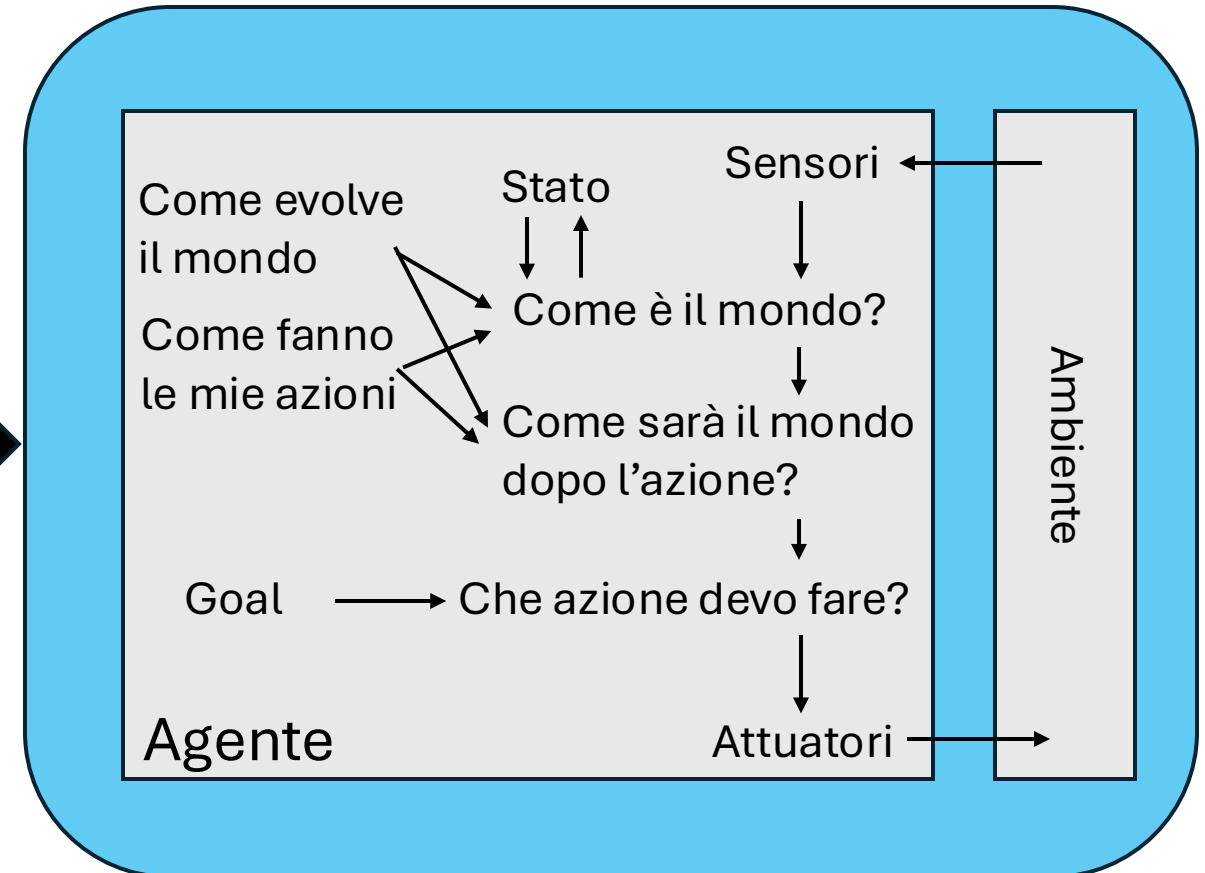 Sensori
Stato
Come evolve
il mondo
Come è il mondo?
Come fanno
le mie azioni
Come sarà il mondo
dopo l’azione?
Goal
Che azione devo fare?
Agente
Attuatori
Ambiente